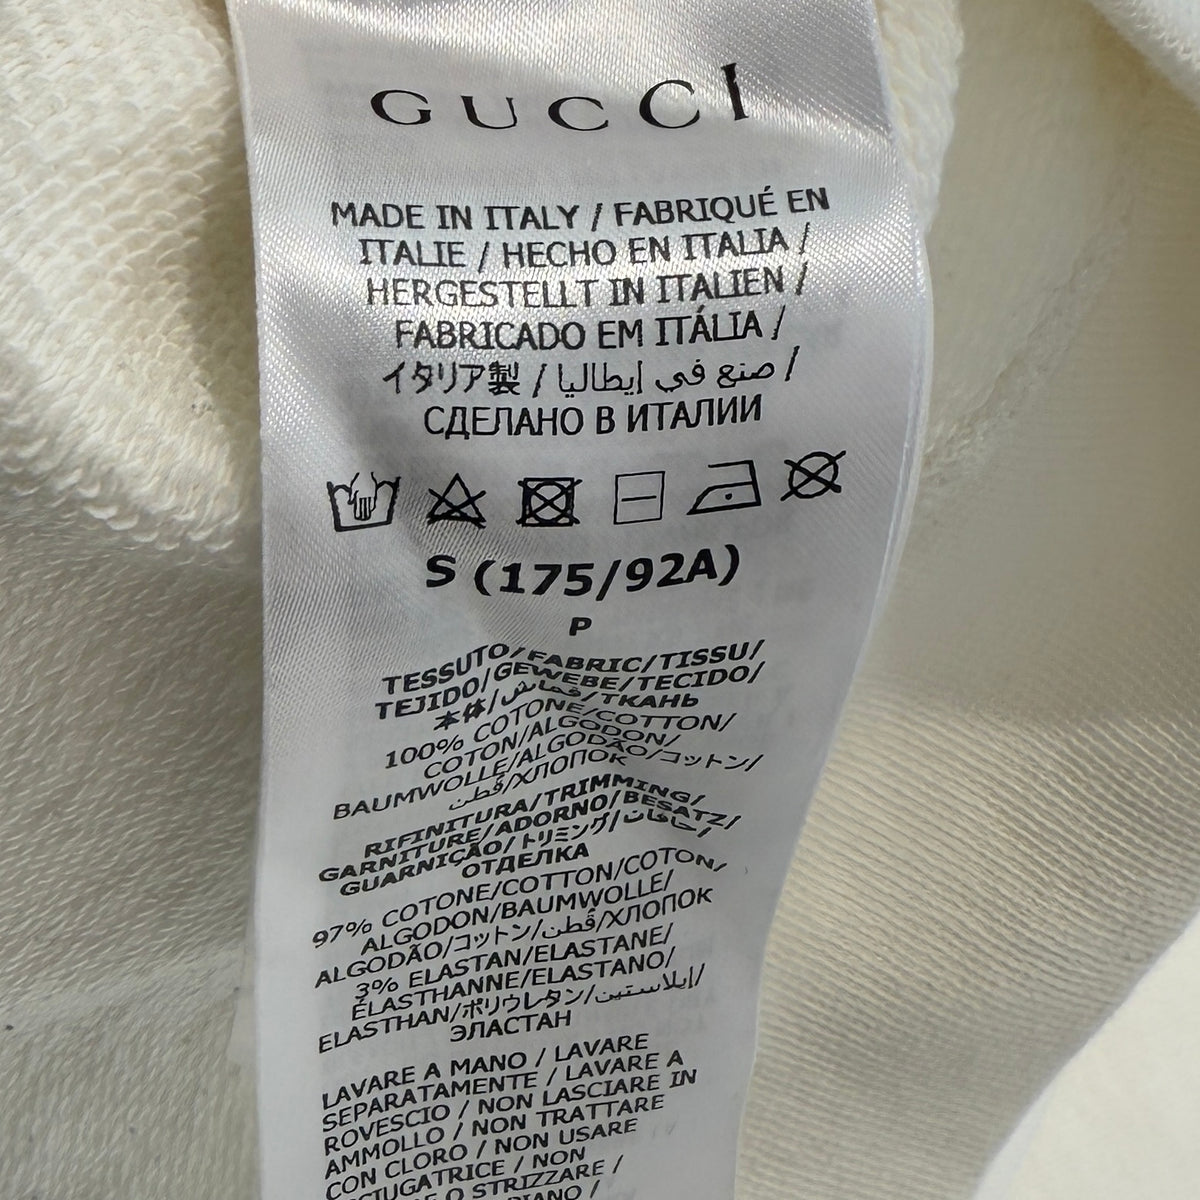 GUCCI
MADE IN ITALY / FABRIQUÉ EN
ITALIE / HECHO EN ITALIA /
HERGESTELLT IN ITALIEN /
FABRICADO EM ITÁLIA /
イタリア製 / صنع في إيطاليا /
СДЕЛАНО В ИТАЛИИ
S (175/92A)
P
TESSUTO/FABRIC/TISSU/
TEJIDO/GEWEBE/TECIDO/
本体/قماش/ТКАНЬ
100% COTONE/COTTON/
COTON/ALGODON/
BAUMWOLLE/ALGODÃO/コットン/
قطن/ХЛОПОК
RIFINITURA/TRIMMING/
GARNITURE/ADORNO/BESATZ/
GUARNIÇÃO/トリミング/حافات/
ОТДЕЛКА
97% COTONE/COTTON/COTON/
ALGODON/BAUMWOLLE/
ALGODÃO/コットン/قطن/ХЛОПОК
3% ELASTAN/ELASTANE/
ÉLASTHANNE/ELASTANO/
ELASTHAN/ポリウレタン/إيلاستين/
ЭЛАСТАН
LAVARE A MANO / LAVARE
SEPARATAMENTE / LAVARE A
ROVESCIO / NON LASCIARE IN
AMMOLLO / NON TRATTARE
CON CLORO / NON USARE
CIUGATRICE / NON
E O STRIZZARE /
DIANO /